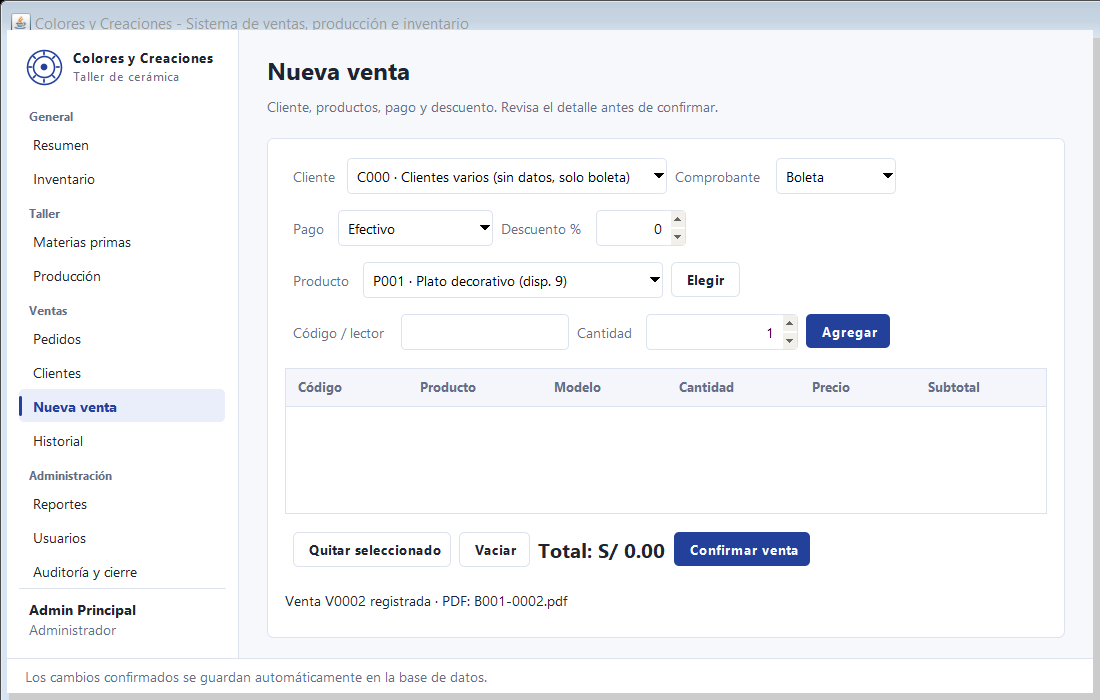 Colores y Creaciones - Sistema de ventas, producción e inventario
Colores y Creaciones
Taller de cerámica
General
Resumen
Inventario
Taller
Materias primas
Producción
Ventas
Pedidos
Clientes
Nueva venta
Historial
Administración
Reportes
Usuarios
Auditoría y cierre
Admin Principal
Administrador
Nueva venta
Cliente, productos, pago y descuento. Revisa el detalle antes de confirmar.
Cliente C000 · Clientes varios (sin datos, solo boleta) Comprobante Boleta
Pago Efectivo Descuento % 0
Producto P001 · Plato decorativo (disp. 9) Elegir
Código / lector Cantidad 1 Agregar
Código Producto Modelo Cantidad Precio Subtotal
Quitar seleccionado Vaciar Total: S/ 0.00 Confirmar venta
Venta V0002 registrada · PDF: B001-0002.pdf
Los cambios confirmados se guardan automáticamente en la base de datos.